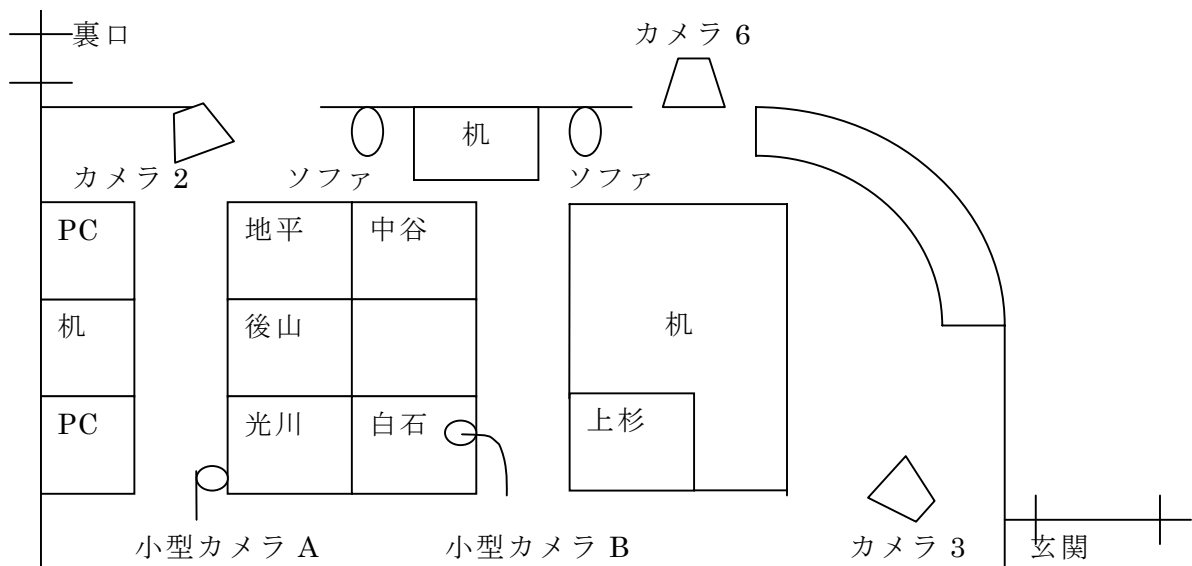 裏口
カメラ 6
机
カメラ 2
ソファ
ソファ
PC
地平
中谷
机
後山
机
PC
光川
白石
上杉
小型カメラ A
小型カメラ B
カメラ 3
玄関